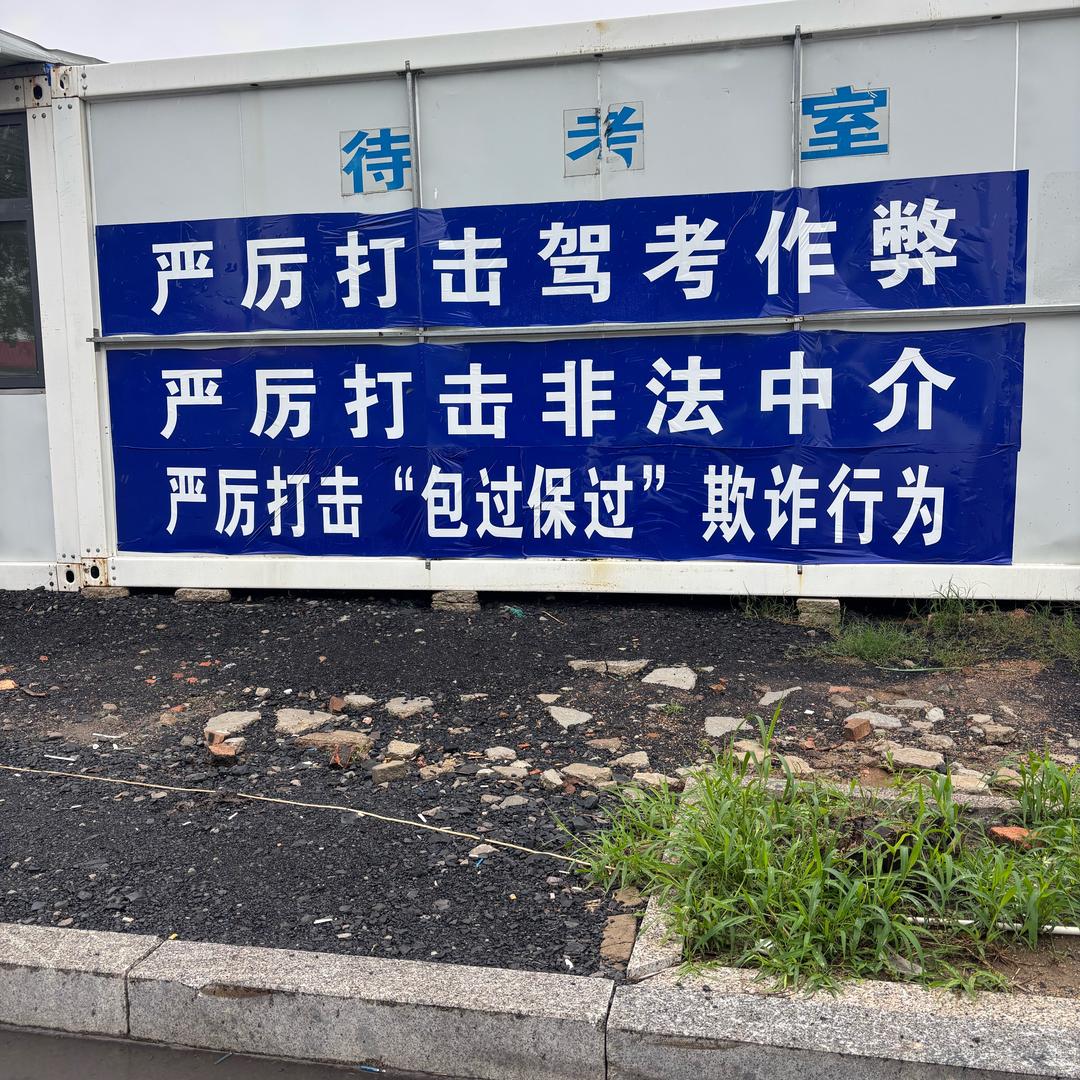 待考室
严厉打击驾考作弊
严厉打击非法中介
严厉打击“包过保过”欺诈行为